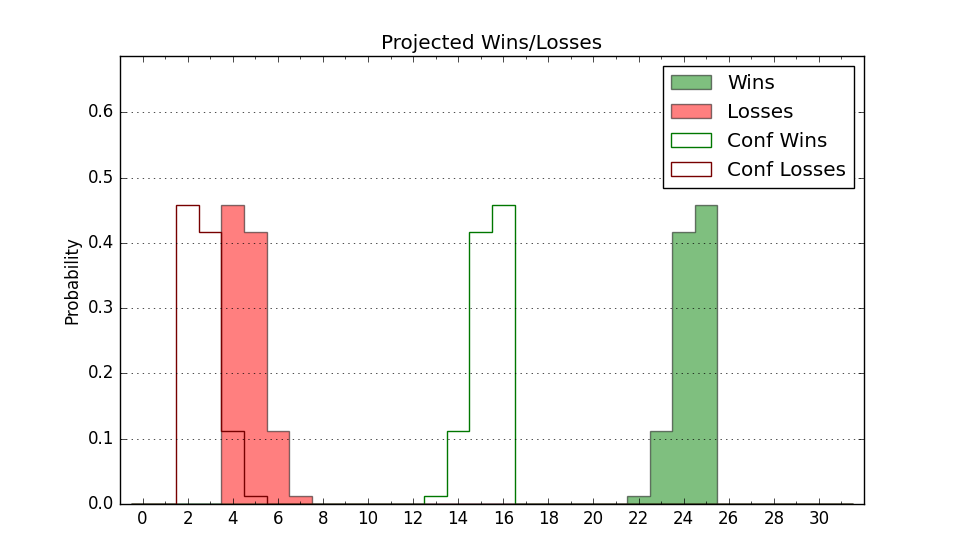 Projected Wins/Losses
Wins
Losses
Conf Wins
Conf Losses
Probability
0.6
0.5
0.4
0.3
0.2
0.1
0.0
0 2 4 6 8 10 12 14 16 18 20 22 24 26 28 30